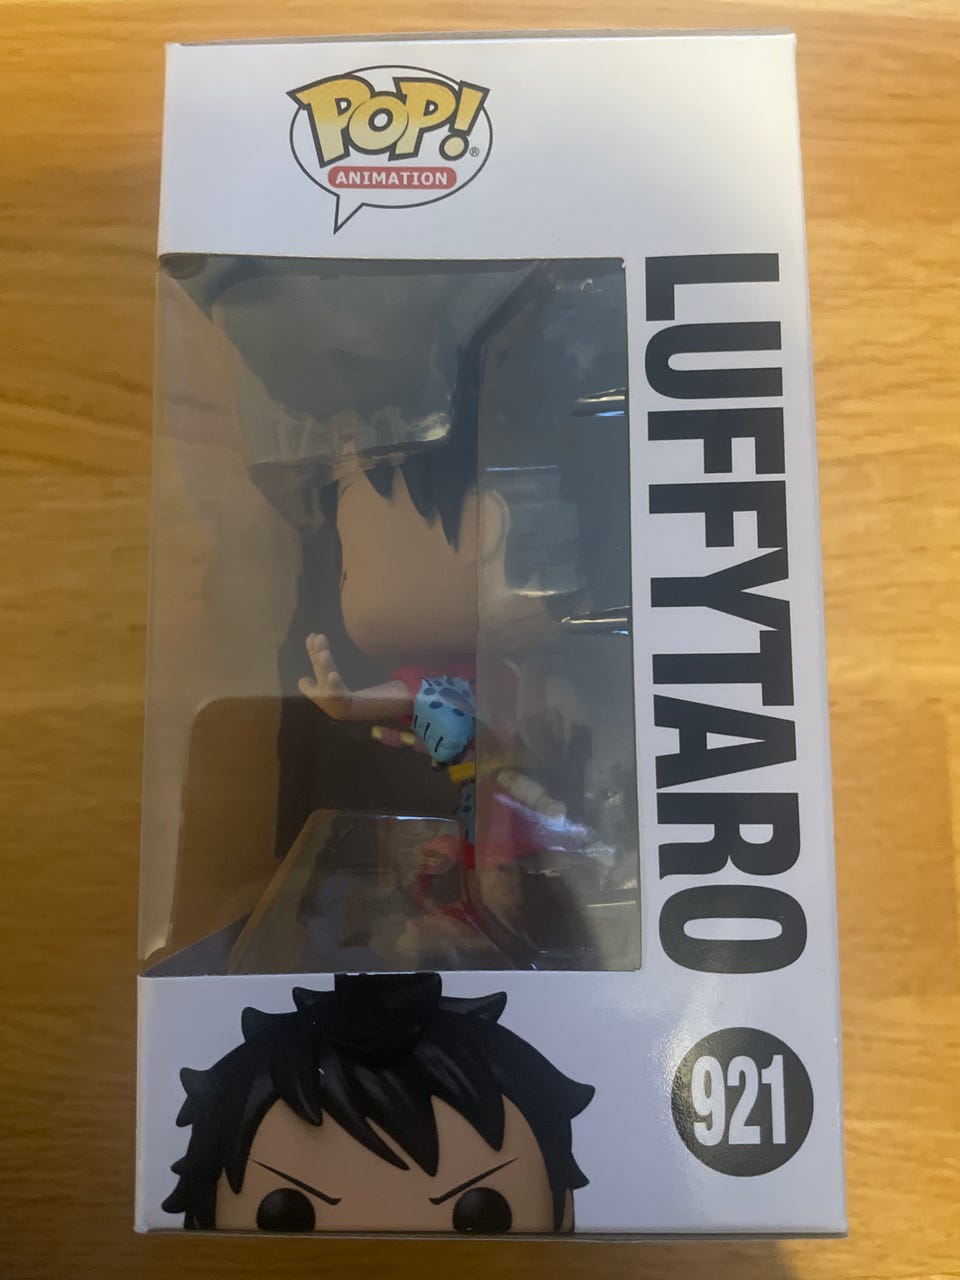 POP!®
ANIMATION
LUFFYTARO
921